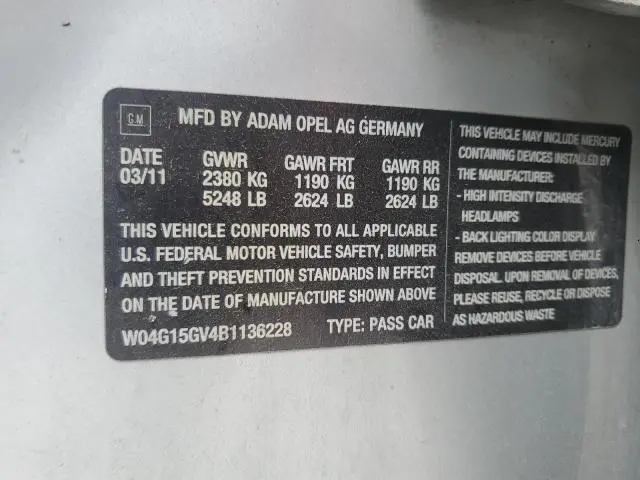 GM
MFD BY ADAM OPEL AG GERMANY
DATE GVWR GAWR FRT GAWR RR
03/11 2380 KG 1190 KG 1190 KG
5248 LB 2624 LB 2624 LB
THIS VEHICLE CONFORMS TO ALL APPLICABLE
U.S. FEDERAL MOTOR VEHICLE SAFETY, BUMPER
AND THEFT PREVENTION STANDARDS IN EFFECT
ON THE DATE OF MANUFACTURE SHOWN ABOVE
W04G15GV4B1136228 TYPE: PASS CAR
THIS VEHICLE MAY INCLUDE MERCURY
CONTAINING DEVICES INSTALLED BY
THE MANUFACTURER:
- HIGH INTENSITY DISCHARGE
HEADLAMPS
- BACK LIGHTING COLOR DISPLAY
REMOVE DEVICES BEFORE VEHICLE
DISPOSAL. UPON REMOVAL OF DEVICES,
PLEASE REUSE, RECYCLE OR DISPOSE
AS HAZARDOUS WASTE